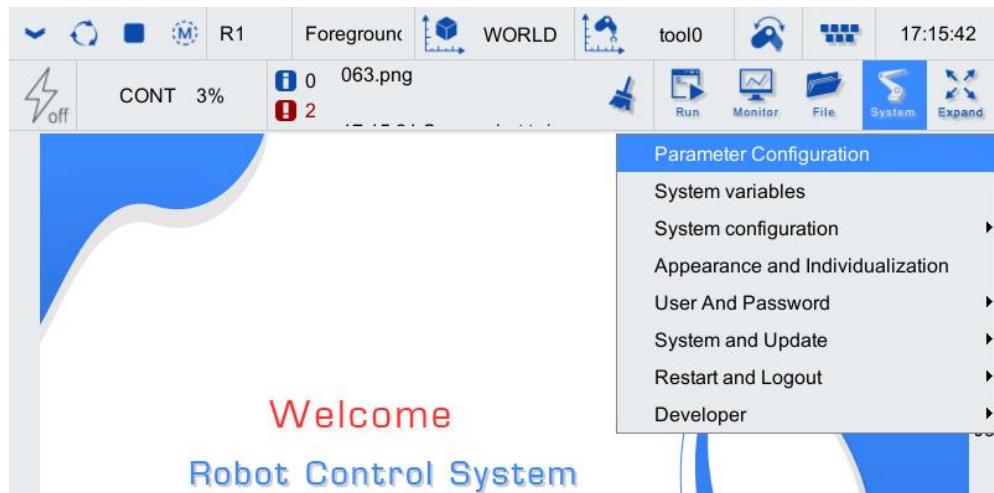 R1 Foregroun WORLD tool0 17:15:42
off CONT 3% 0 063.png
2
Run Monitor File System Expand
Parameter Configuration
System variables
System configuration
Appearance and Individualization
User And Password
System and Update
Restart and Logout
Developer
Welcome
Robot Control System